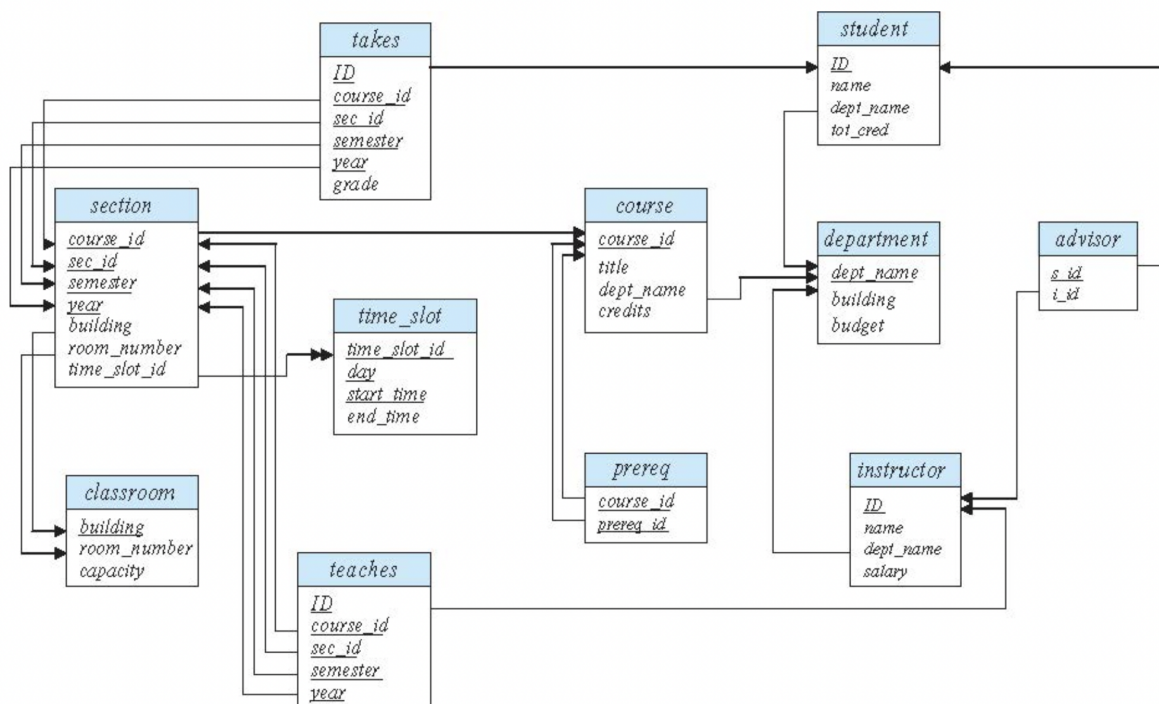 takes
ID
course_id
sec_id
semester
year
grade
student
ID
name
dept_name
tot_cred
section
course_id
sec_id
semester
year
building
room_number
time_slot_id
course
course_id
title
dept_name
credits
department
dept_name
building
budget
advisor
s_id
i_id
time_slot
time_slot_id
day
start_time
end_time
prereq
course_id
prereq_id
instructor
ID
name
dept_name
salary
classroom
building
room_number
capacity
teaches
ID
course_id
sec_id
semester
year